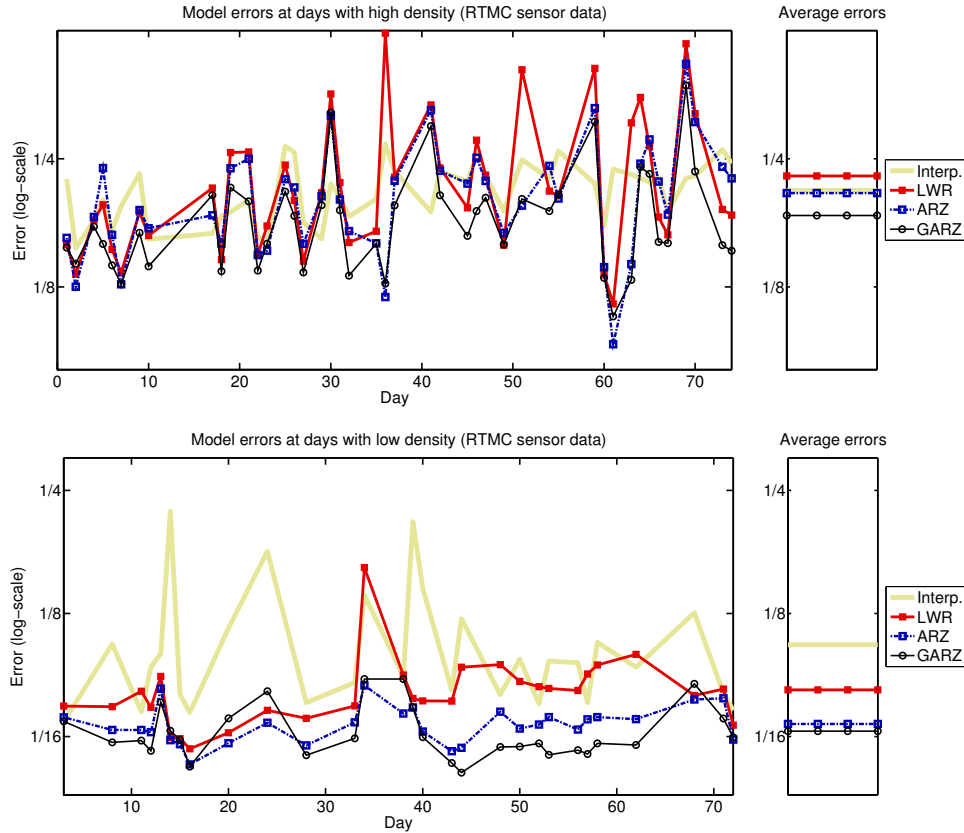 Model errors at days with high density (RTMC sensor data)
Average errors
Error (log-scale)
1/4
1/8
0
10
20
30
40
50
60
70
Day
1/4
1/8
Interp.
LWR
ARZ
GARZ
Model errors at days with low density (RTMC sensor data)
Average errors
Error (log-scale)
1/4
1/8
1/16
10
20
30
40
50
60
70
Day
1/4
1/8
1/16
Interp.
LWR
ARZ
GARZ